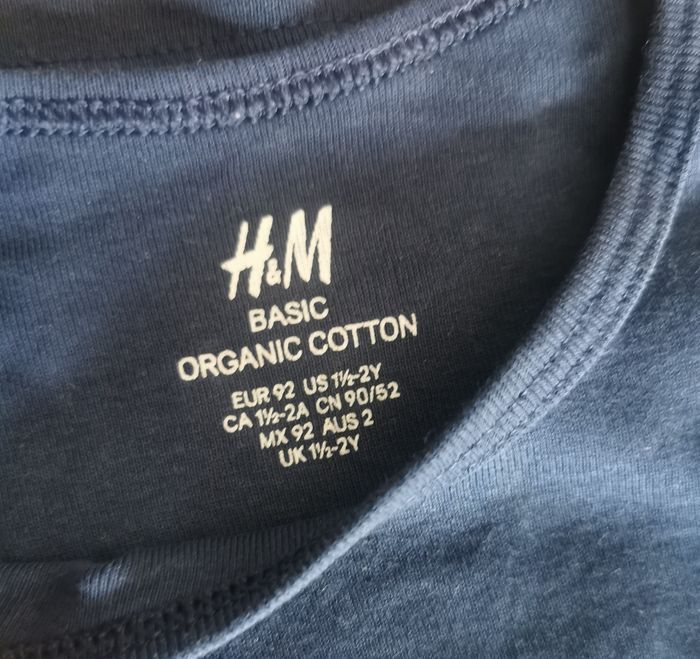 H&M
BASIC
ORGANIC COTTON
EUR 92 US 1½-2Y
CA 1½-2A CN 90/52
MX 92 AUS 2
UK 1½-2Y